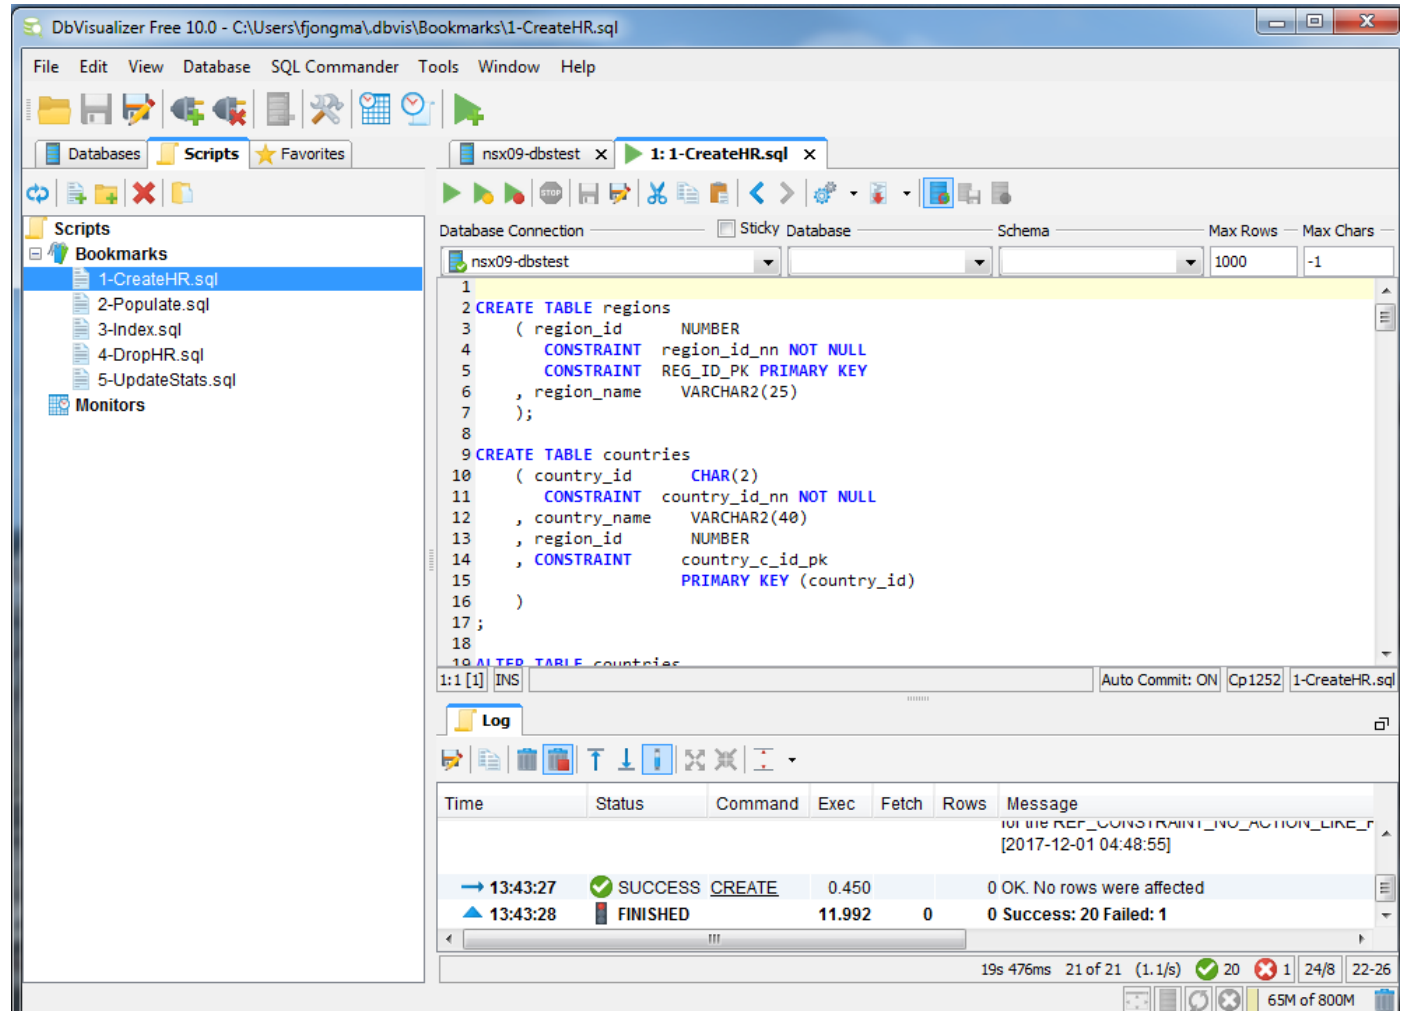 DbVisualizer Free 10.0 - C:\Users\fjongma\.dbvis\Bookmarks\1-CreateHR.sql
File Edit View Database SQL Commander Tools Window Help
Databases Scripts Favorites
nsx09-dbstest 1: 1-CreateHR.sql
STOP
Scripts
Bookmarks
1-CreateHR.sql
2-Populate.sql
3-Index.sql
4-DropHR.sql
5-UpdateStats.sql
Monitors
Database Connection Sticky Database Schema Max Rows Max Chars
nsx09-dbstest 1000 -1
1
2 CREATE TABLE regions
3 ( region_id NUMBER
4 CONSTRAINT region_id_nn NOT NULL
5 CONSTRAINT REG_ID_PK PRIMARY KEY
6 , region_name VARCHAR2(25)
7 );
8
9 CREATE TABLE countries
10 ( country_id CHAR(2)
11 CONSTRAINT country_id_nn NOT NULL
12 , country_name VARCHAR2(40)
13 , region_id NUMBER
14 , CONSTRAINT country_c_id_pk
15 PRIMARY KEY (country_id)
16 )
17 ;
18
19 ALTER TABLE countries
1:1 [1] INS Auto Commit: ON Cp1252 1-CreateHR.sql
Log
Time Status Command Exec Fetch Rows Message
for the REF_CONSTRAINT_NO_ACTION_LIKE_
[2017-12-01 04:48:55]
13:43:27 SUCCESS CREATE 0.450 0 OK. No rows were affected
13:43:28 FINISHED 11.992 0 0 Success: 20 Failed: 1
19s 476ms 21 of 21 (1.1/s) 20 1 24/8 22-26
65M of 800M